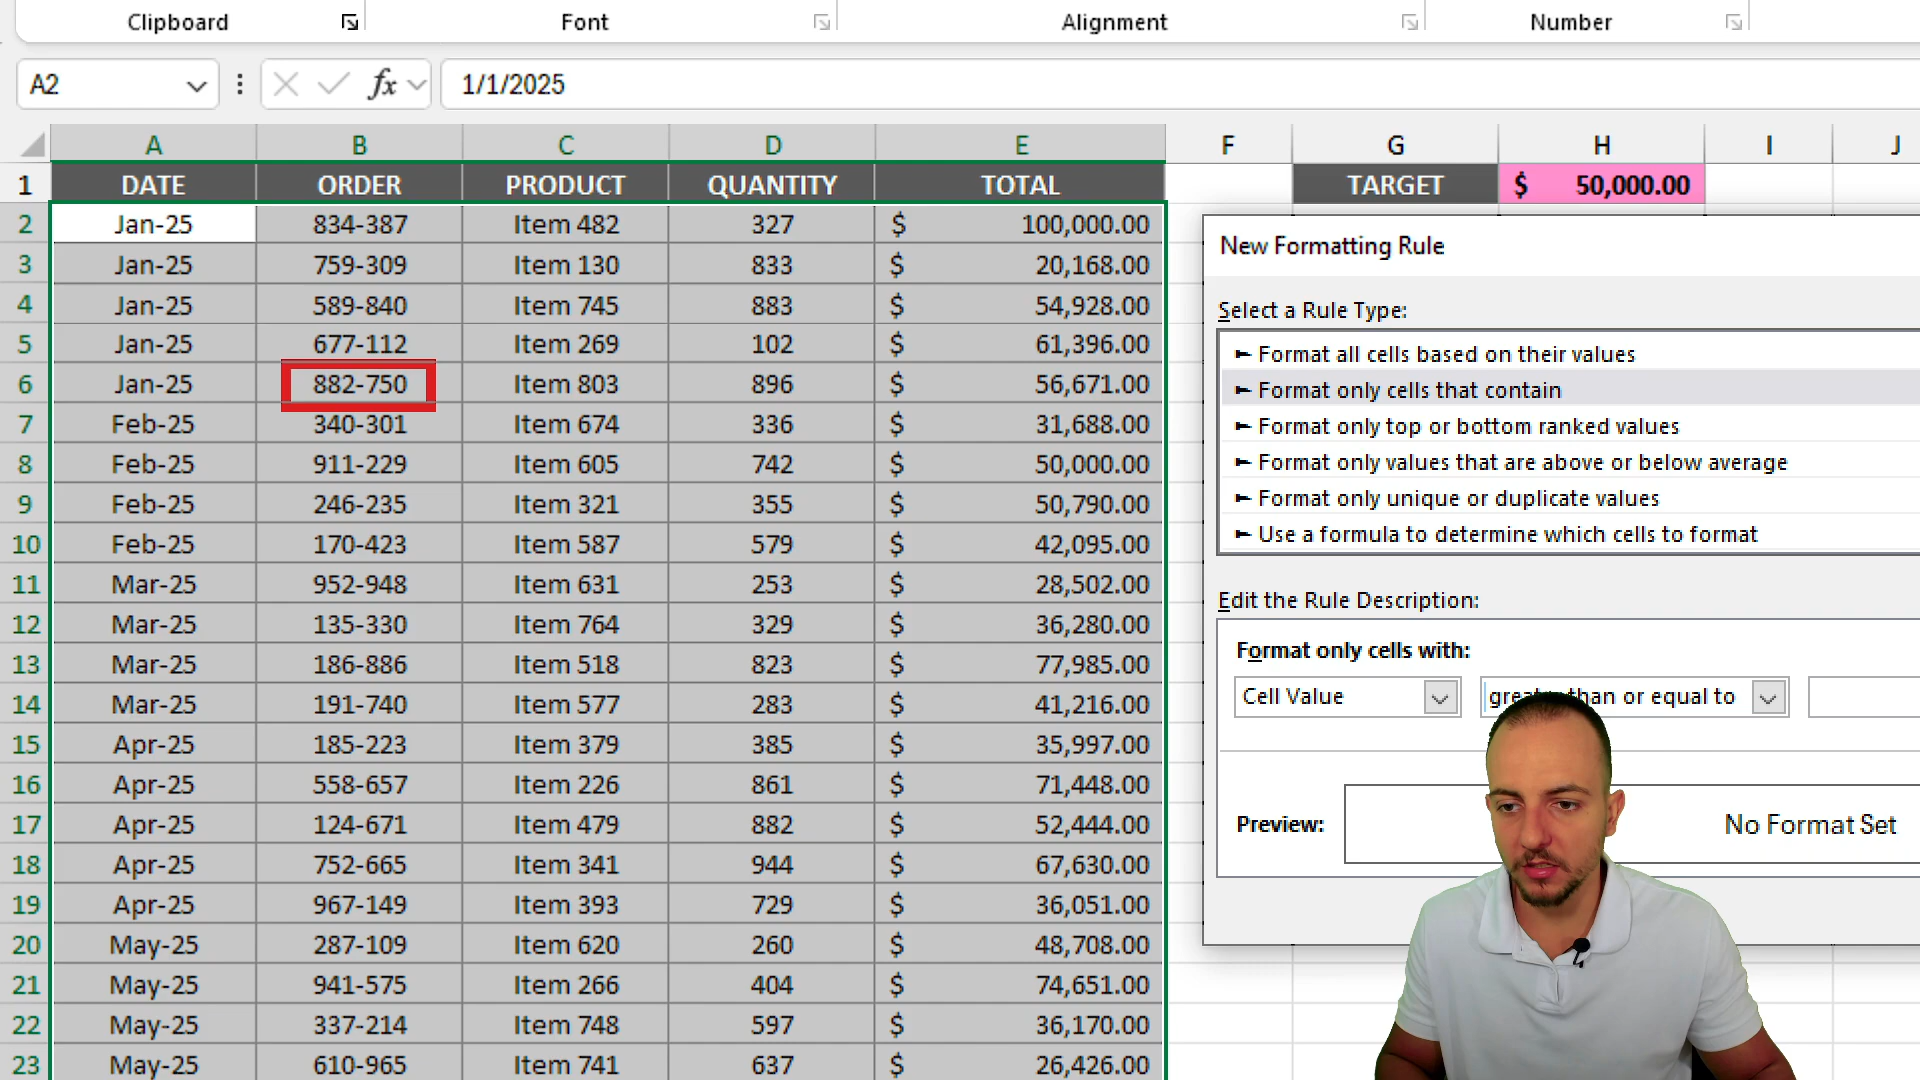 Clipboard Font Alignment Number
A2 fx 1/1/2025
A B C D E F G H I J
1 DATE ORDER PRODUCT QUANTITY TOTAL TARGET $ 50,000.00
2 Jan-25 834-387 Item 482 327 $ 100,000.00
3 Jan-25 759-309 Item 130 833 $ 20,168.00
4 Jan-25 589-840 Item 745 883 $ 54,928.00
5 Jan-25 677-112 Item 269 102 $ 61,396.00
6 Jan-25 882-750 Item 803 896 $ 56,671.00
7 Feb-25 340-301 Item 674 336 $ 31,688.00
8 Feb-25 911-229 Item 605 742 $ 50,000.00
9 Feb-25 246-235 Item 321 355 $ 50,790.00
10 Feb-25 170-423 Item 587 579 $ 42,095.00
11 Mar-25 952-948 Item 631 253 $ 28,502.00
12 Mar-25 135-330 Item 764 329 $ 36,280.00
13 Mar-25 186-886 Item 518 823 $ 77,985.00
14 Mar-25 191-740 Item 577 283 $ 41,216.00
15 Apr-25 185-223 Item 379 385 $ 35,997.00
16 Apr-25 558-657 Item 226 861 $ 71,448.00
17 Apr-25 124-671 Item 479 882 $ 52,444.00
18 Apr-25 752-665 Item 341 944 $ 67,630.00
19 Apr-25 967-149 Item 393 729 $ 36,051.00
20 May-25 287-109 Item 620 260 $ 48,708.00
21 May-25 941-575 Item 266 404 $ 74,651.00
22 May-25 337-214 Item 748 597 $ 36,170.00
23 May-25 610-965 Item 741 637 $ 26,426.00
New Formatting Rule
Select a Rule Type:
► Format all cells based on their values
► Format only cells that contain
► Format only top or bottom ranked values
► Format only values that are above or below average
► Format only unique or duplicate values
► Use a formula to determine which cells to format
Edit the Rule Description:
Format only cells with:
Cell Value greater than or equal to
Preview: No Format Set